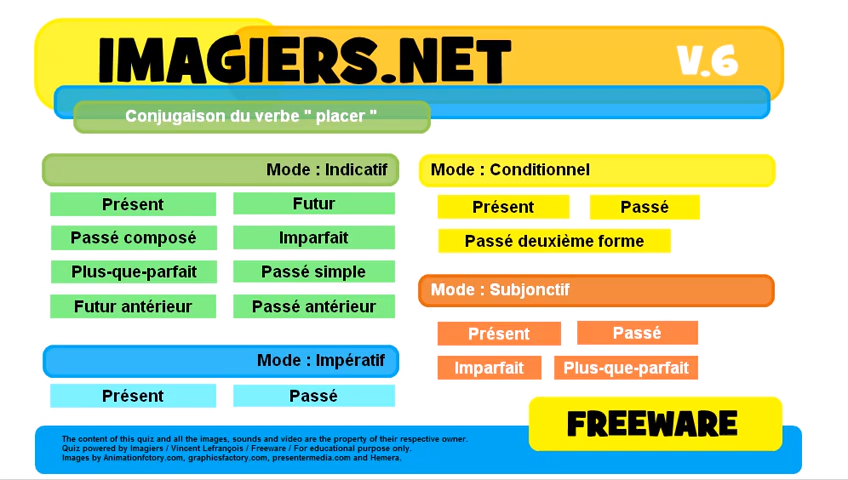 IMAGIERS.NET
V.6
Conjugaison du verbe " placer "
Mode : Indicatif
Présent
Futur
Passé composé
Imparfait
Plus-que-parfait
Passé simple
Futur antérieur
Passé antérieur
Mode : Impératif
Présent
Passé
Mode : Conditionnel
Présent
Passé
Passé deuxième forme
Mode : Subjonctif
Présent
Passé
Imparfait
Plus-que-parfait
FREEWARE
The content of this quiz and all the images, sounds and video are the property of their respective owner.
Quiz powered by Imagiers / Vincent Lefrançois / Freeware / For educational purpose only.
Images by Animationfctory.com, graphicsfactory.com, presentermedia.com and Hemera.